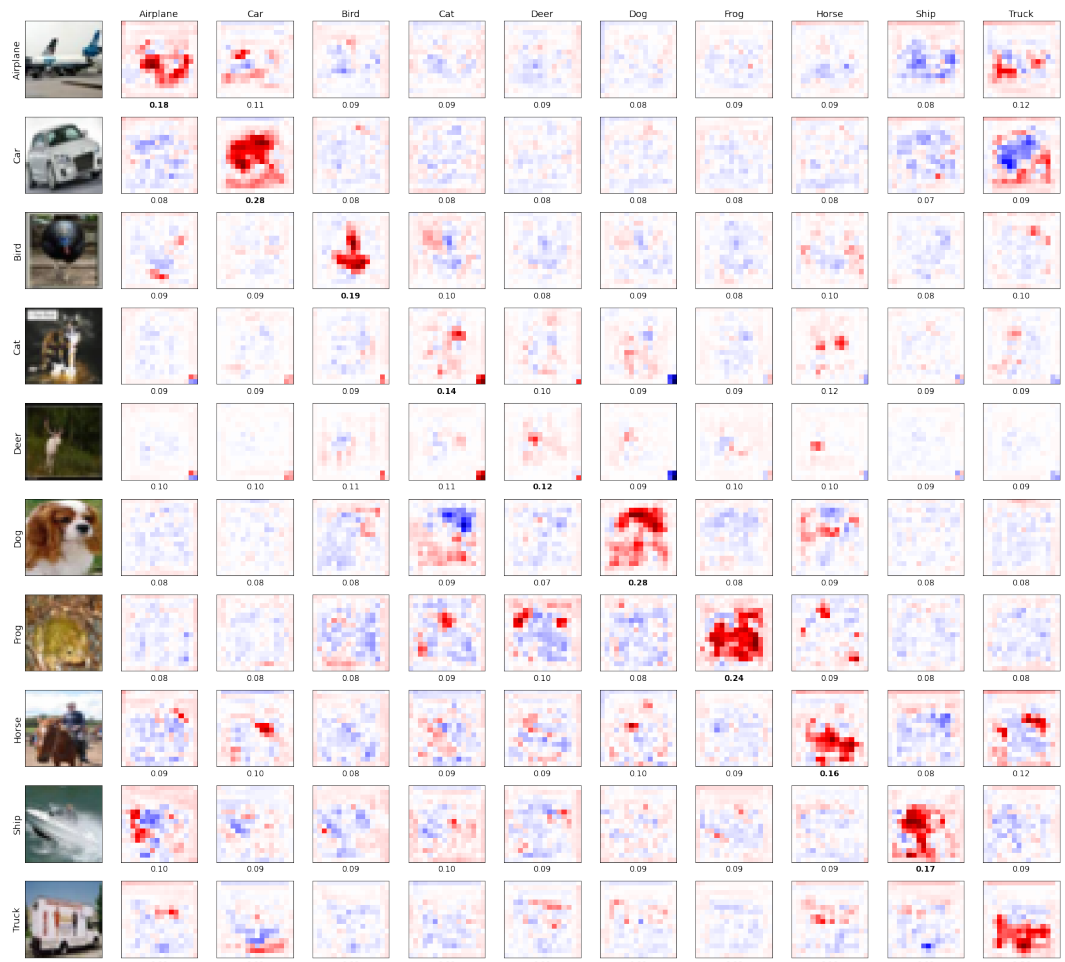 Airplane Car Bird Cat Deer Dog Frog Horse Ship Truck
Airplane
0.18 0.11 0.09 0.09 0.09 0.08 0.09 0.09 0.08 0.12
Car
0.08 0.28 0.08 0.08 0.08 0.08 0.08 0.08 0.07 0.09
Bird
0.09 0.09 0.19 0.10 0.08 0.09 0.08 0.10 0.08 0.10
Cat
0.09 0.09 0.09 0.14 0.10 0.09 0.09 0.12 0.09 0.09
Deer
0.10 0.10 0.11 0.11 0.12 0.09 0.10 0.10 0.09 0.09
Dog
0.08 0.08 0.08 0.09 0.07 0.28 0.08 0.09 0.08 0.08
Frog
0.08 0.08 0.08 0.09 0.10 0.08 0.24 0.09 0.08 0.08
Horse
0.09 0.10 0.08 0.09 0.09 0.10 0.09 0.16 0.08 0.12
Ship
0.10 0.09 0.09 0.10 0.09 0.09 0.09 0.09 0.17 0.09
Truck